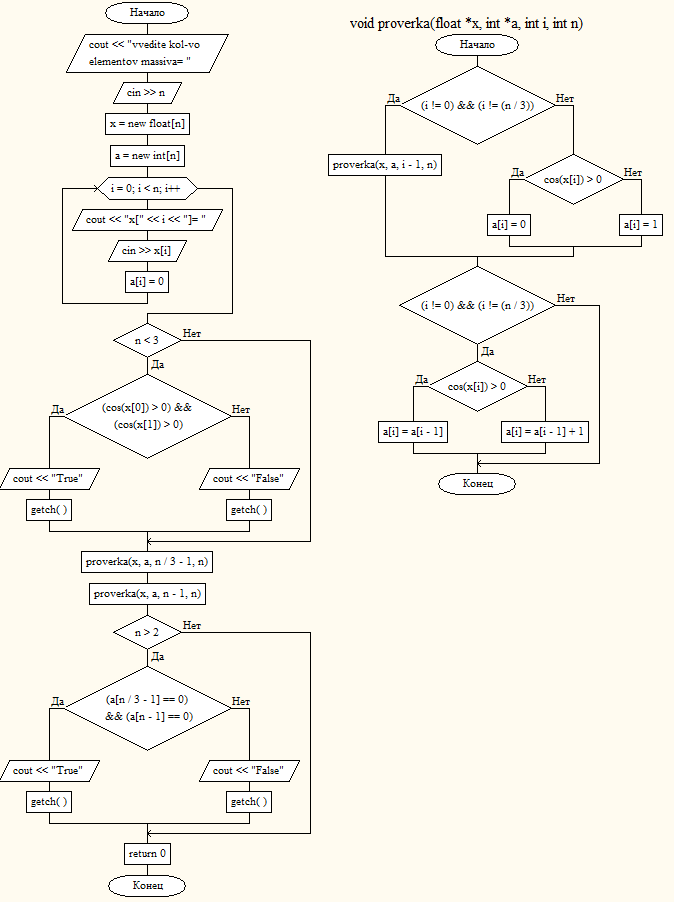 Начало
cout << "vvedite kol-vo
elementov massiva= "
cin >> n
x = new float[n]
a = new int[n]
i = 0; i < n; i++
cout << "x[" << i << "]= "
cin >> x[i]
a[i] = 0
n < 3
Нет
Да
(cos(x[0]) > 0) &&
(cos(x[1]) > 0)
Да
Нет
cout << "True"
cout << "False"
getch( )
getch( )
proverka(x, a, n / 3 - 1, n)
proverka(x, a, n - 1, n)
n > 2
Нет
Да
(a[n / 3 - 1] == 0)
&& (a[n - 1] == 0)
Да
Нет
cout << "True"
cout << "False"
getch( )
getch( )
return 0
Конец
void proverka(float *x, int *a, int i, int n)
Начало
(i != 0) && (i != (n / 3))
Да
Нет
proverka(x, a, i - 1, n)
cos(x[i]) > 0
Да
Нет
a[i] = 0
a[i] = 1
(i != 0) && (i != (n / 3))
Нет
Да
cos(x[i]) > 0
Да
Нет
a[i] = a[i - 1]
a[i] = a[i - 1] + 1
Конец